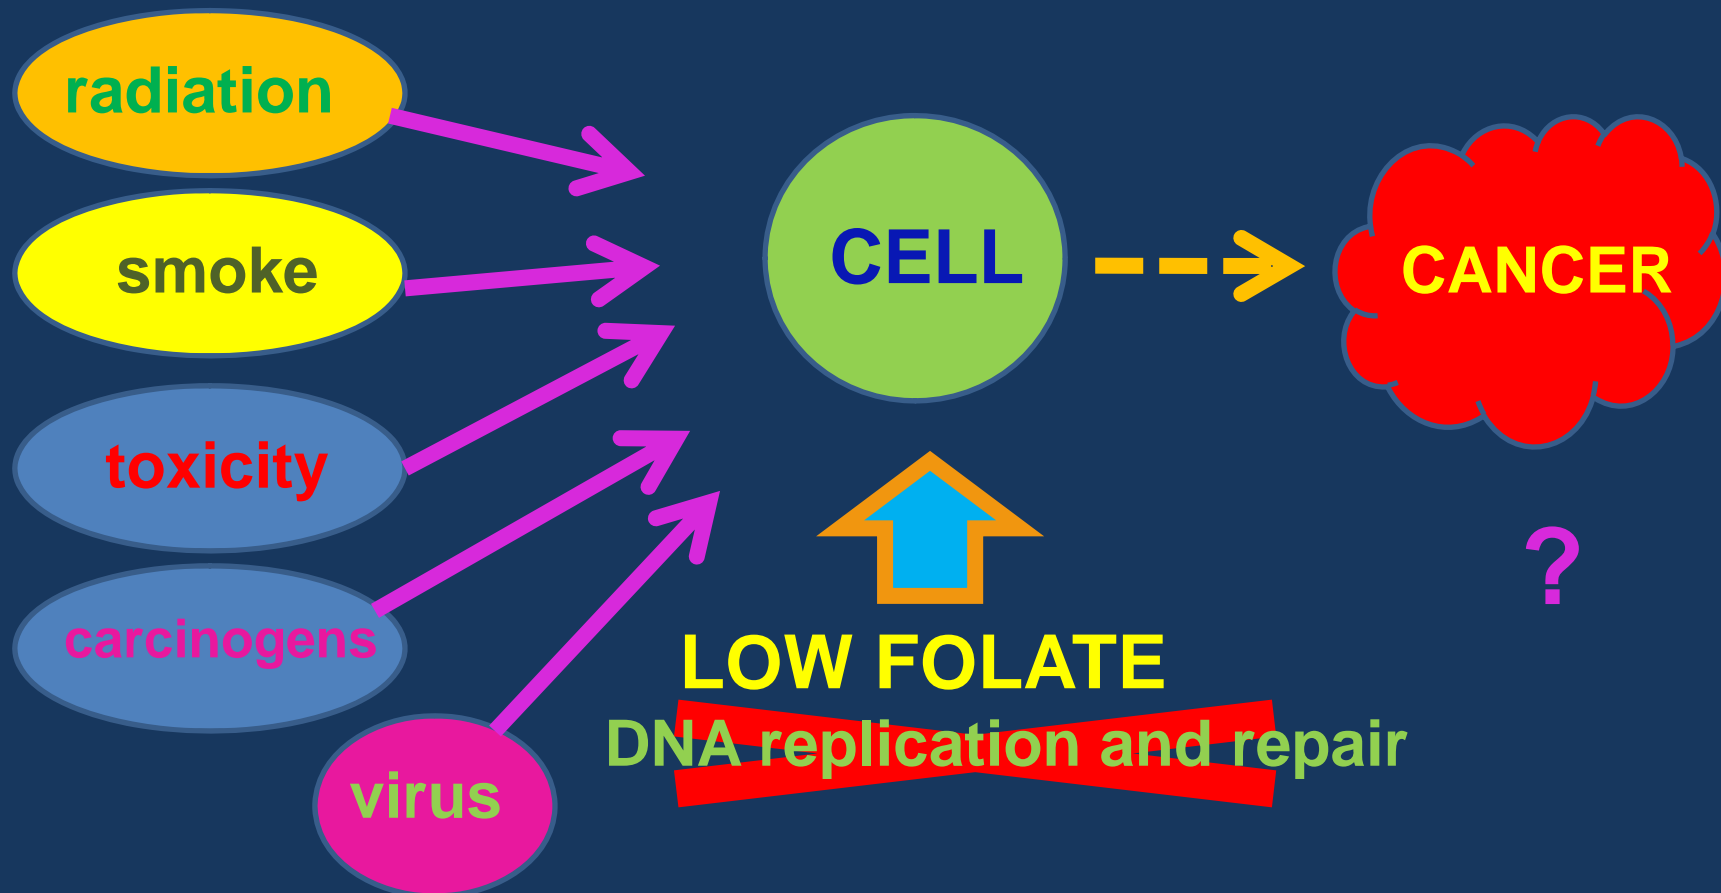 radiation
smoke
toxicity
carcinogens
virus
CELL
CANCER
?
LOW FOLATE
DNA replication and repair